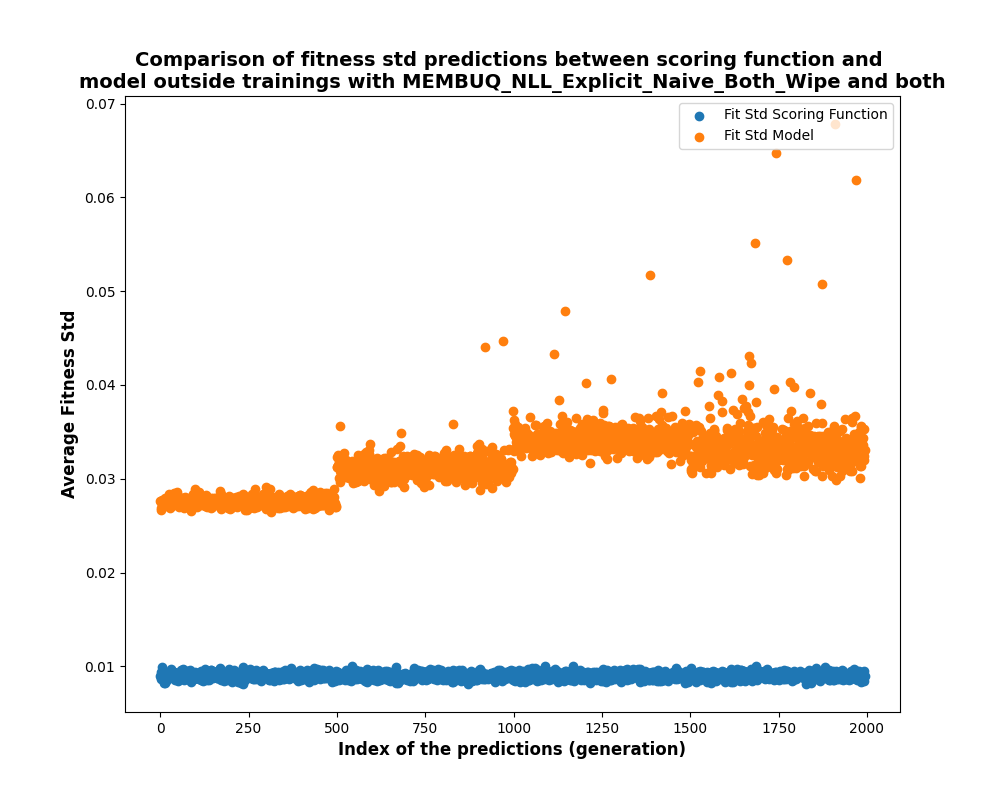 Comparison of fitness std predictions between scoring function and
model outside trainings with MEMBUQ_NLL_Explicit_Naive_Both_Wipe and both
Fit Std Scoring Function
Fit Std Model
0.07
0.06
0.05
0.04
0.03
0.02
0.01
Average Fitness Std
0
250
500
750
1000
1250
1500
1750
2000
Index of the predictions (generation)